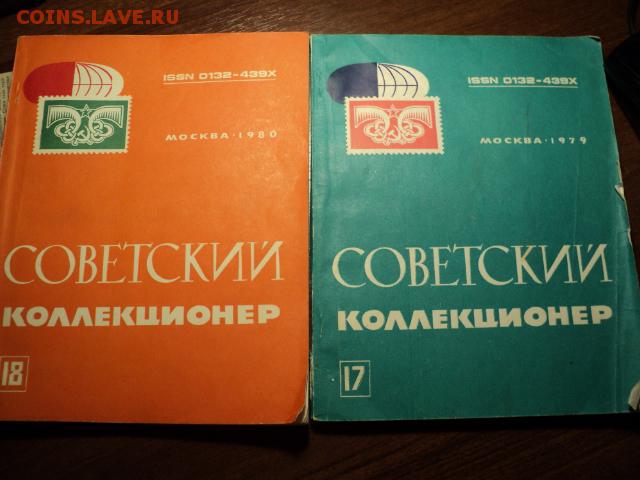 COINS.LAVE.RU
ISSN 0132-439X
МОСКВА·1980
СОВЕТСКИЙ
КОЛЛЕКЦИОНЕР
18
ISSN 0132-439X
МОСКВА·1979
СОВЕТСКИЙ
КОЛЛЕКЦИОНЕР
17